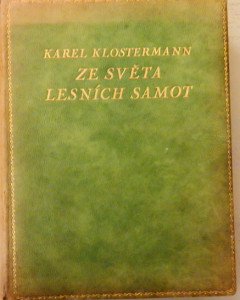 KAREL KLOSTERMANN
ZE SVĚTA
LESNÍCH SAMOT